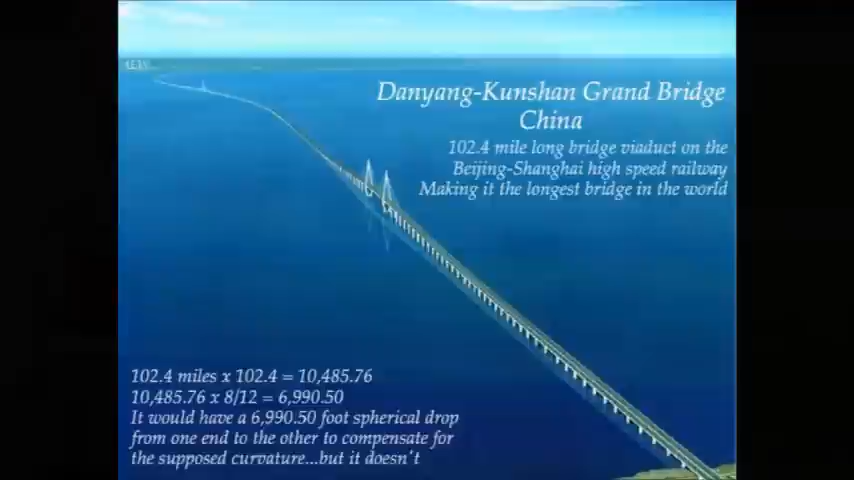 Danyang-Kunshan Grand Bridge
China
102.4 mile long bridge viaduct on the
Beijing-Shanghai high speed railway
Making it the longest bridge in the world
102.4 miles x 102.4 = 10,485.76
10,485.76 x 8/12 = 6,990.50
It would have a 6,990.50 foot spherical drop
from one end to the other to compensate for
the supposed curvature...but it doesn't